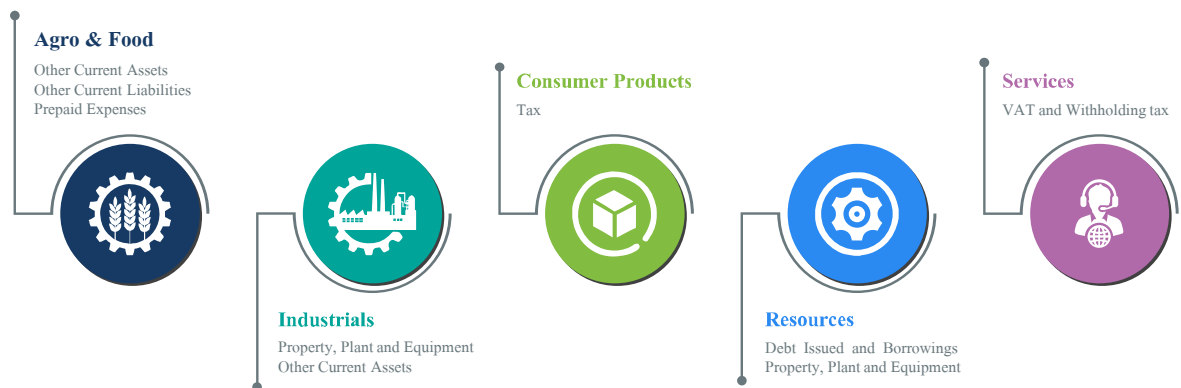 Agro & Food
Other Current Assets
Other Current Liabilities
Prepaid Expenses
Industrials
Property, Plant and Equipment
Other Current Assets
Consumer Products
Tax
Resources
Debt Issued and Borrowings
Property, Plant and Equipment
Services
VAT and Withholding tax